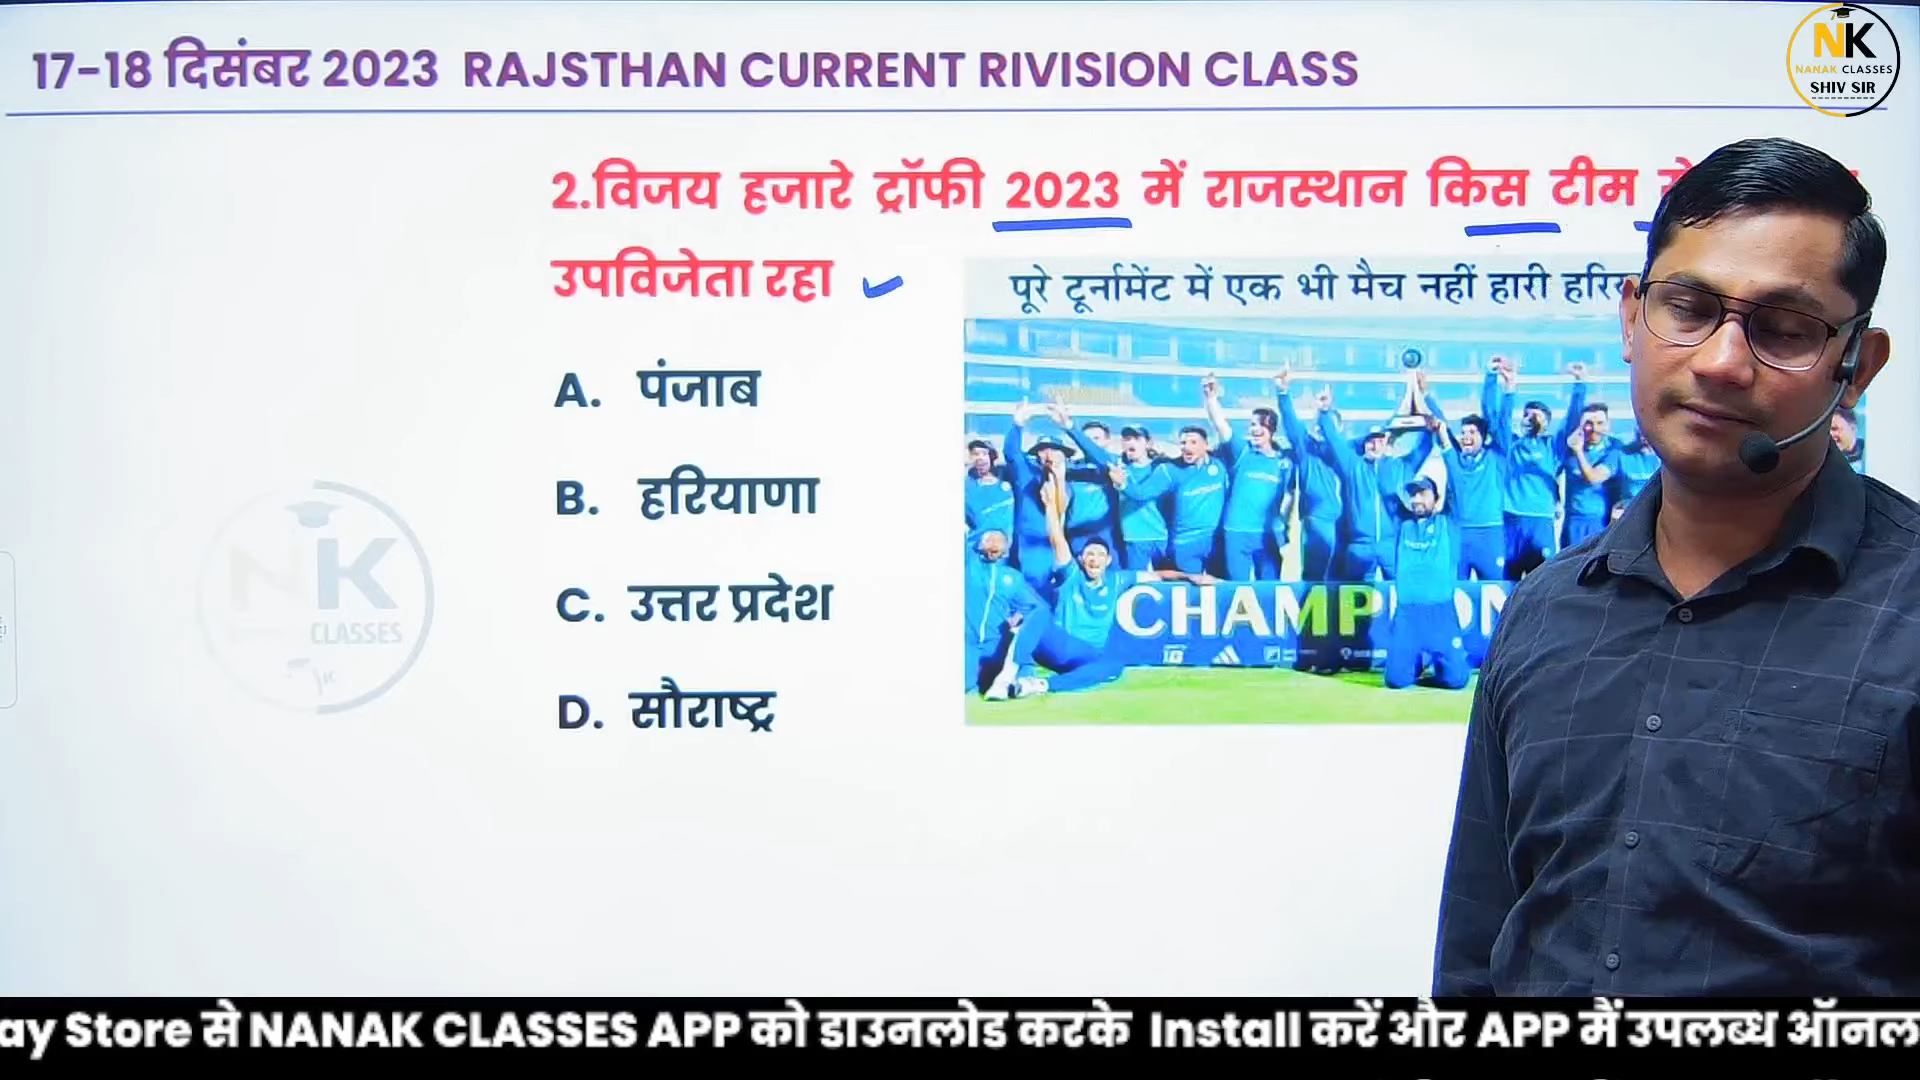 17-18 दिसंबर 2023 RAJSTHAN CURRENT RIVISION CLASS
NK
NANAK CLASSES
SHIV SIR
2.विजय हजारे ट्रॉफी 2023 में राजस्थान किस टीम
उपविजेता रहा
पूरे टूर्नामेंट में एक भी मैच नहीं हारी
A. पंजाब
B. हरियाणा
C. उत्तर प्रदेश
D. सौराष्ट्र
NK
CLASSES
CHAMPION
ay Store से NANAK CLASSES APP को डाउनलोड करके Install करें और APP मैं उपलब्ध ऑनल